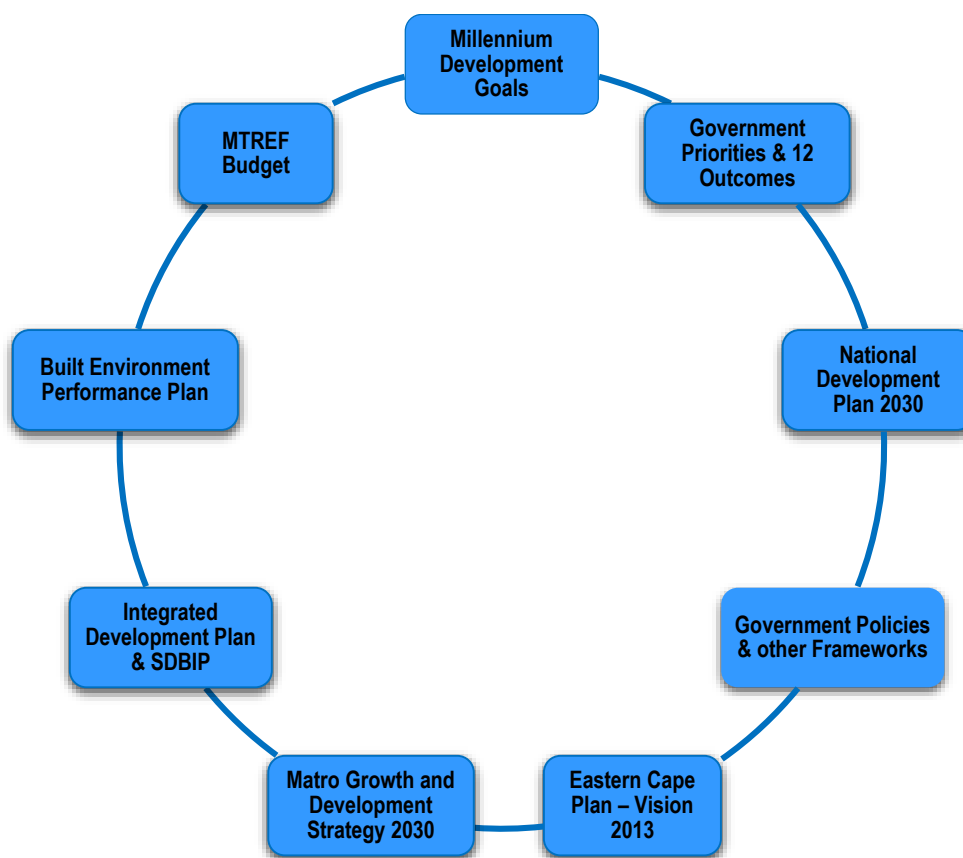 Millennium
Development
Goals
Government
Priorities & 12
Outcomes
National
Development
Plan 2030
Government Policies
& other Frameworks
Eastern Cape
Plan – Vision
2013
Matro Growth and
Development
Strategy 2030
Integrated
Development Plan
& SDBIP
Built Environment
Performance Plan
MTREF
Budget